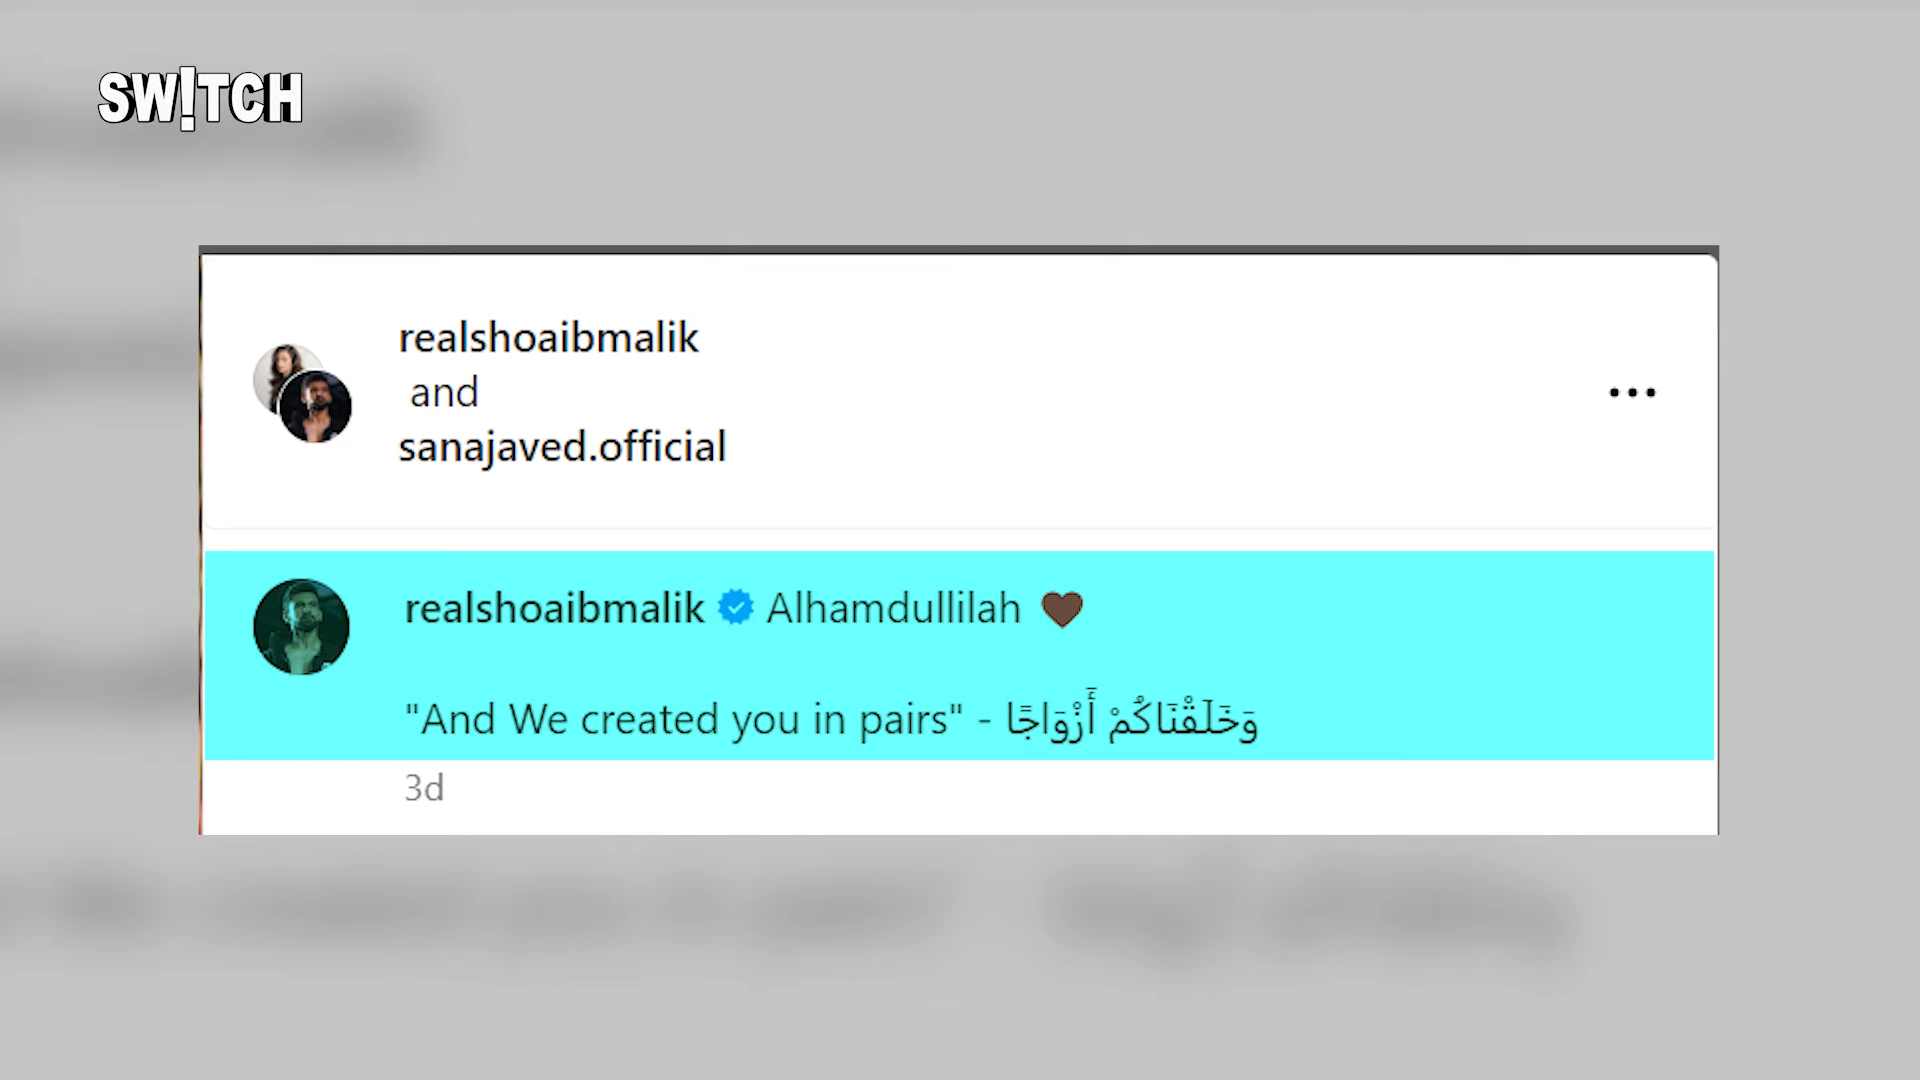 SW!TCH
realshoaibmalik
and
sanajaved.official
realshoaibmalik Alhamdullilah 🤎
"And We created you in pairs" - وَخَلَقْنَاكُمْ أَزْوَاجًا
3d